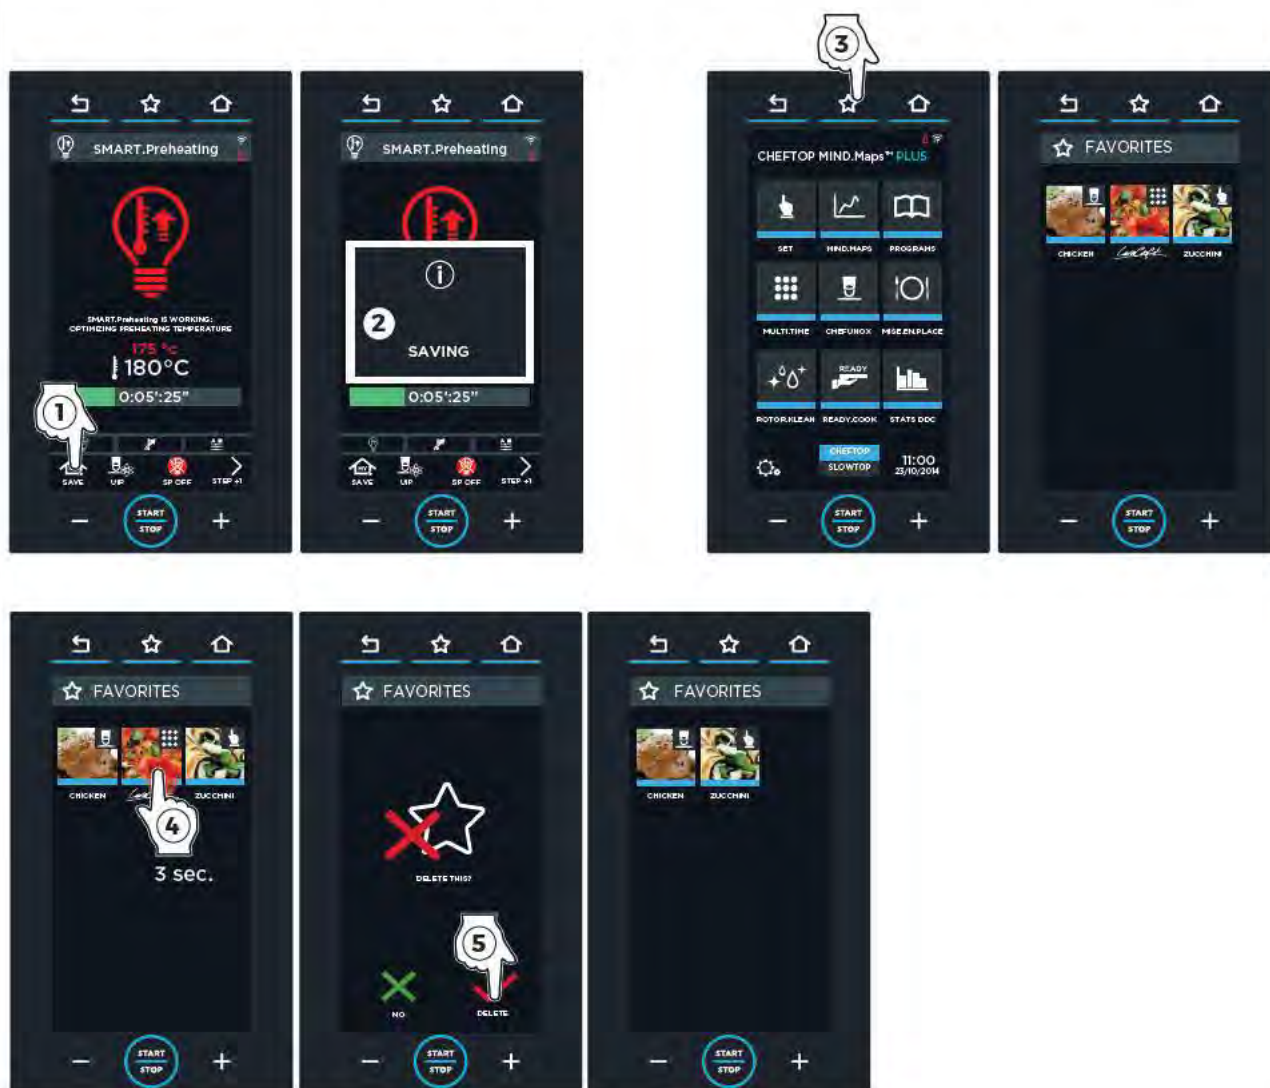 SMART.Preheating
SMART.Preheating IS WORKING:
OPTIMIZING PREHEATING TEMPERATURE
175 °c
180°C
0:05':25"
1
SAVE
UIP
SP OFF
STEP +1
START
STOP
SMART.Preheating
2
SAVING
0:05':25"
MY
SAVE
UIP
SP OFF
STEP +1
START
STOP
3
CHEFTOP MIND.Maps™ PLUS
SET
MIND.MAPS
PROGRAMS
MULTI.TIME
CHEFUNOX
MISE.EN.PLACE
READY
ROTOR.KLEAN
READY.COOK
STATS DDC
CHEFTOP
SLOWTOP
11:00
23/10/2014
START
STOP
FAVORITES
CHICKEN
ZUCCHINI
START
STOP
FAVORITES
CHICKEN
ZUCCHINI
4
3 sec.
START
STOP
FAVORITES
DELETE THIS?
5
NO
DELETE
START
STOP
FAVORITES
CHICKEN
ZUCCHINI
START
STOP